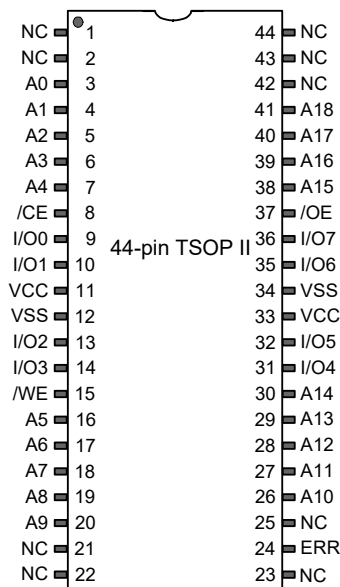 NC 1 44 NC
NC 2 43 NC
A0 3 42 NC
A1 4 41 A18
A2 5 40 A17
A3 6 39 A16
A4 7 38 A15
/CE 8 37 /OE
I/O0 9 36 I/O7
44-pin TSOP II
I/O1 10 35 I/O6
VCC 11 34 VSS
VSS 12 33 VCC
I/O2 13 32 I/O5
I/O3 14 31 I/O4
/WE 15 30 A14
A5 16 29 A13
A6 17 28 A12
A7 18 27 A11
A8 19 26 A10
A9 20 25 NC
NC 21 24 ERR
NC 22 23 NC